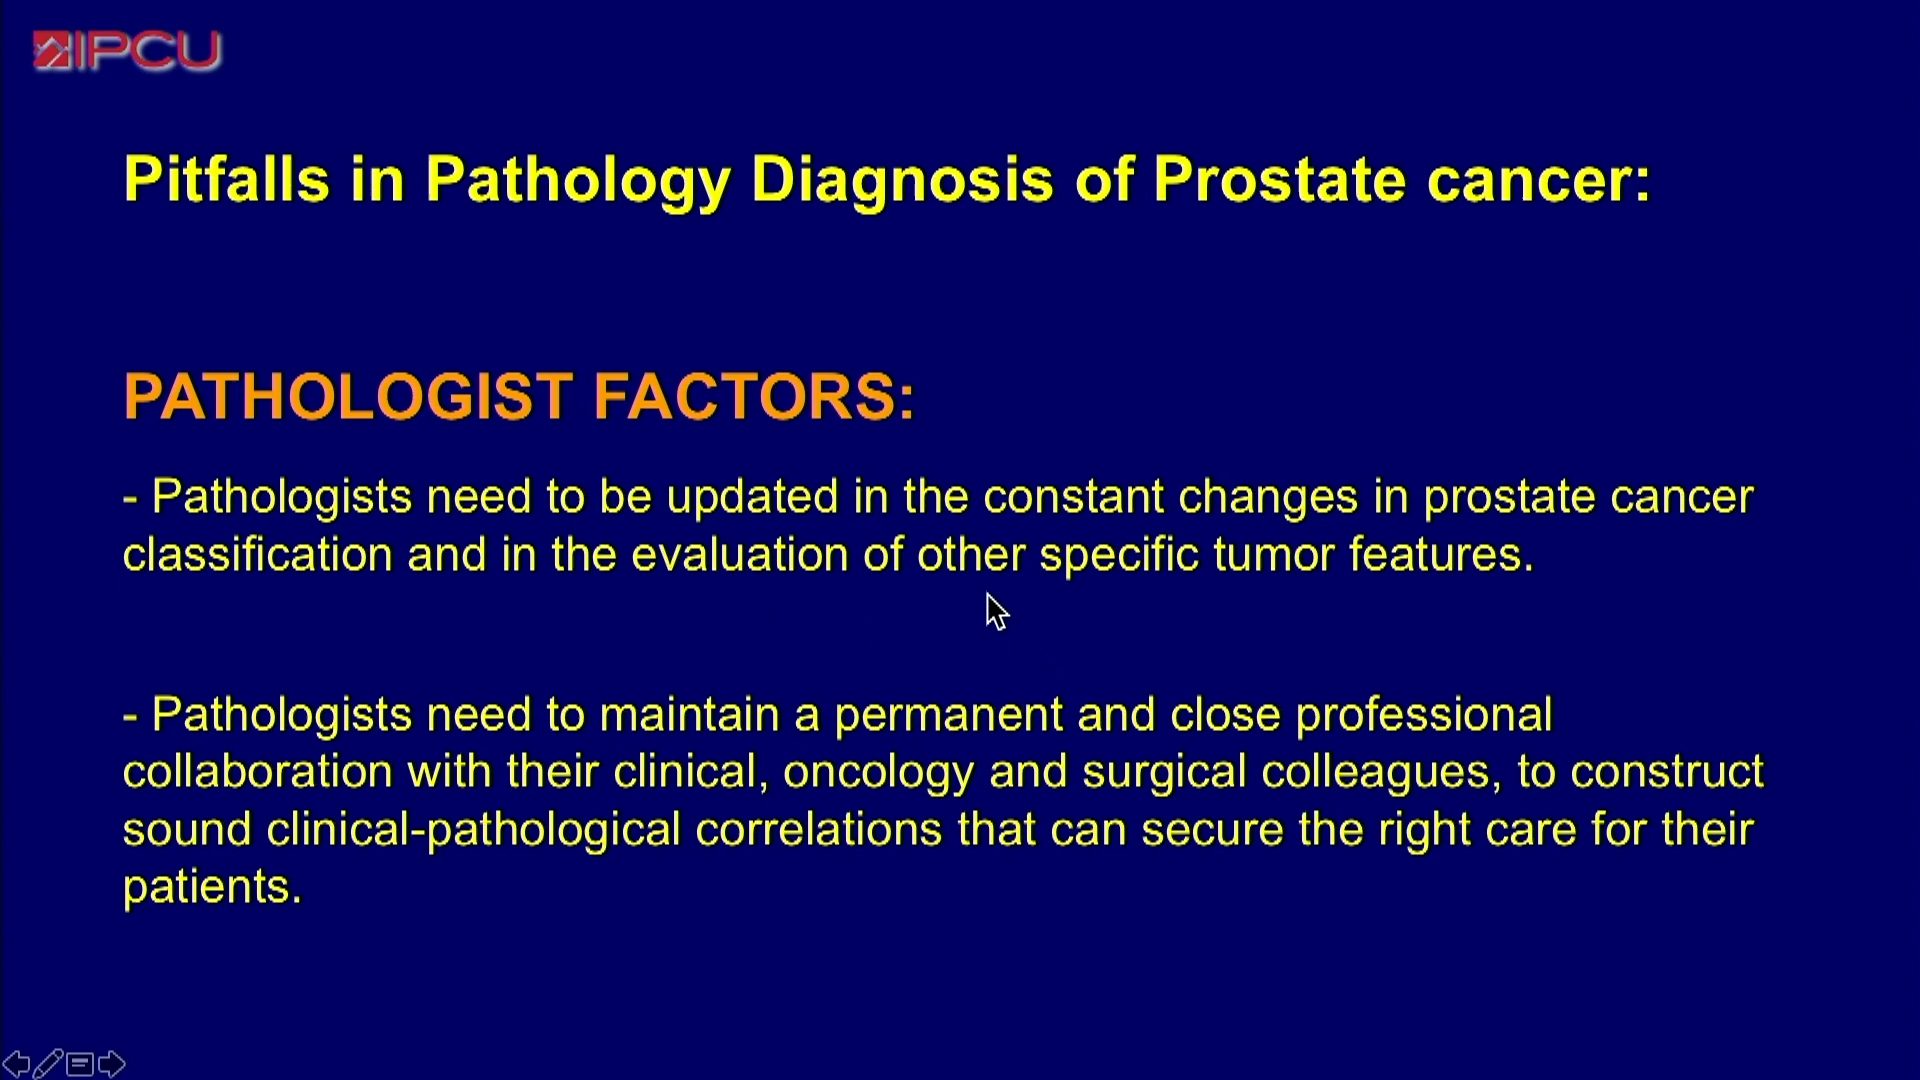 IPCU
Pitfalls in Pathology Diagnosis of Prostate cancer:
PATHOLOGIST FACTORS:
- Pathologists need to be updated in the constant changes in prostate cancer
classification and in the evaluation of other specific tumor features.
- Pathologists need to maintain a permanent and close professional
collaboration with their clinical, oncology and surgical colleagues, to construct
sound clinical-pathological correlations that can secure the right care for their
patients.